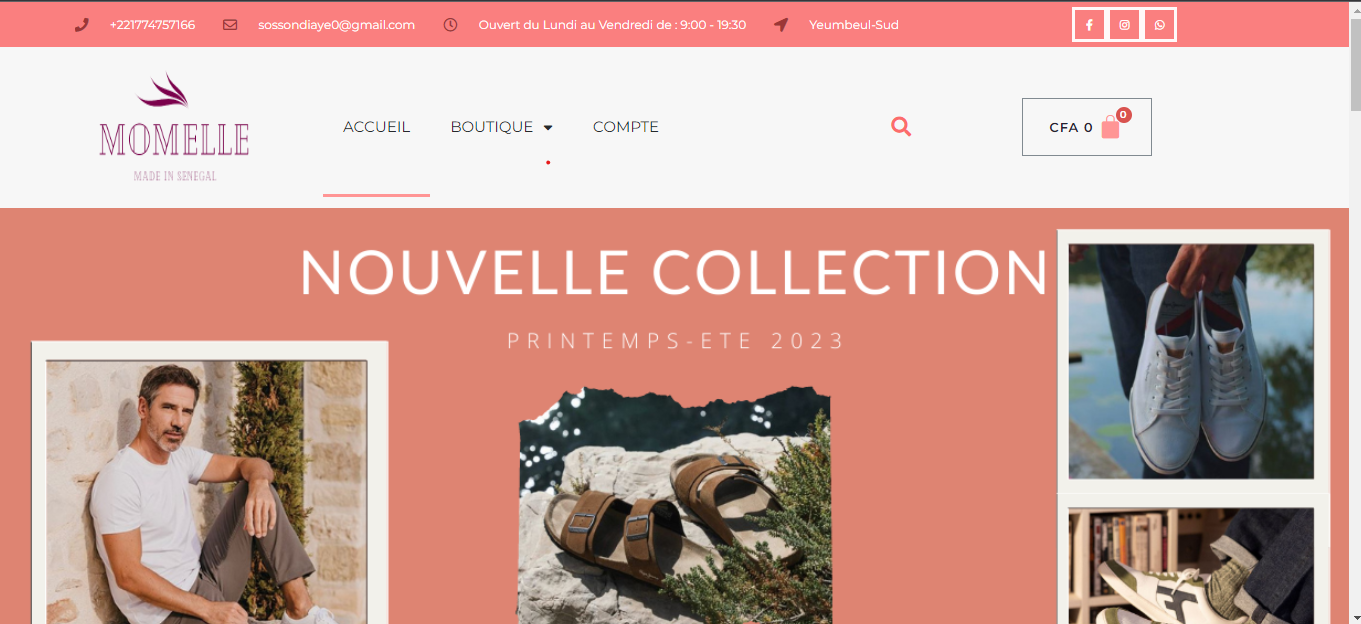 +221774757166 sossondiaye0@gmail.com Ouvert du Lundi au Vendredi de : 9:00 - 19:30 Yeumbeul-Sud
MOMELLE
MADE IN SENEGAL
ACCUEIL BOUTIQUE COMPTE
CFA 0 0
NOUVELLE COLLECTION
PRINTEMPS-ETE 2023